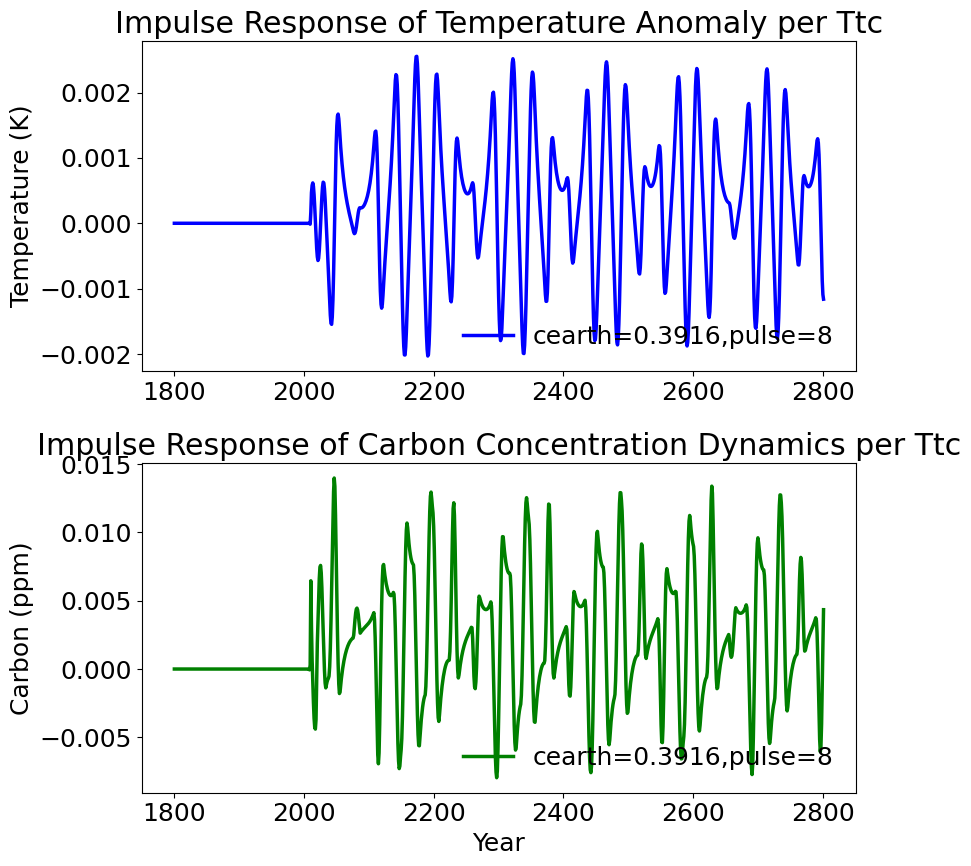 Impulse Response of Temperature Anomaly per Ttc
Temperature (K)
0.002
0.001
0.000
−0.001
−0.002
cearth=0.3916,pulse=8
1800 2000 2200 2400 2600 2800
Impulse Response of Carbon Concentration Dynamics per Ttc
Carbon (ppm)
0.015
0.010
0.005
0.000
−0.005
cearth=0.3916,pulse=8
1800 2000 2200 2400 2600 2800
Year